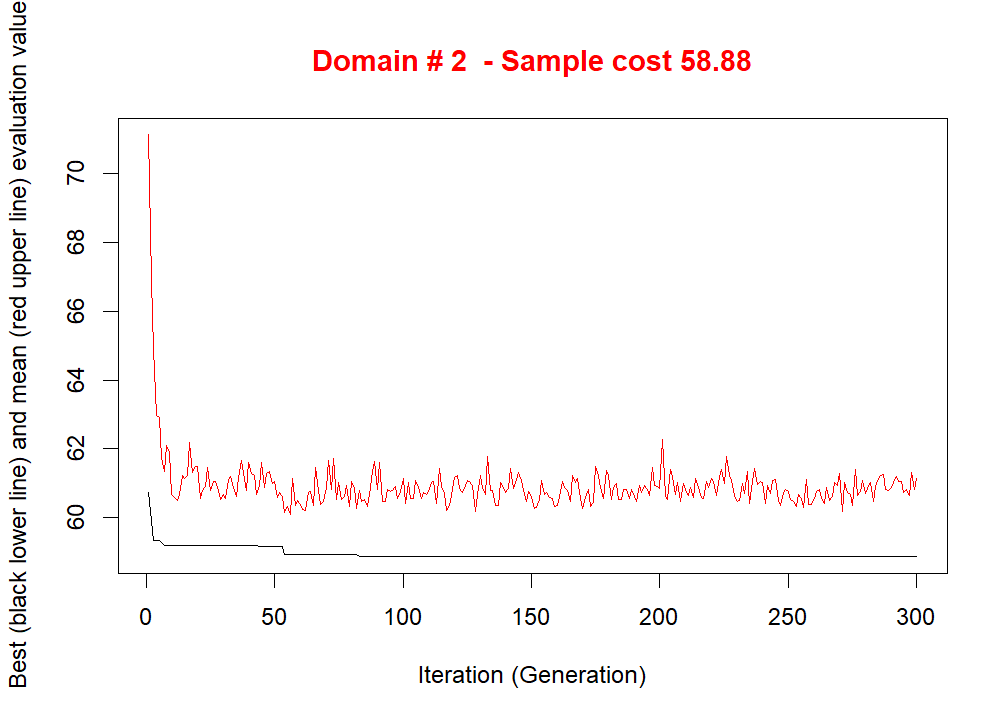 Domain # 2  - Sample cost 58.88
Best (black lower line) and mean (red upper line) evaluation value
70
68
66
64
62
60
0 50 100 150 200 250 300
Iteration (Generation)